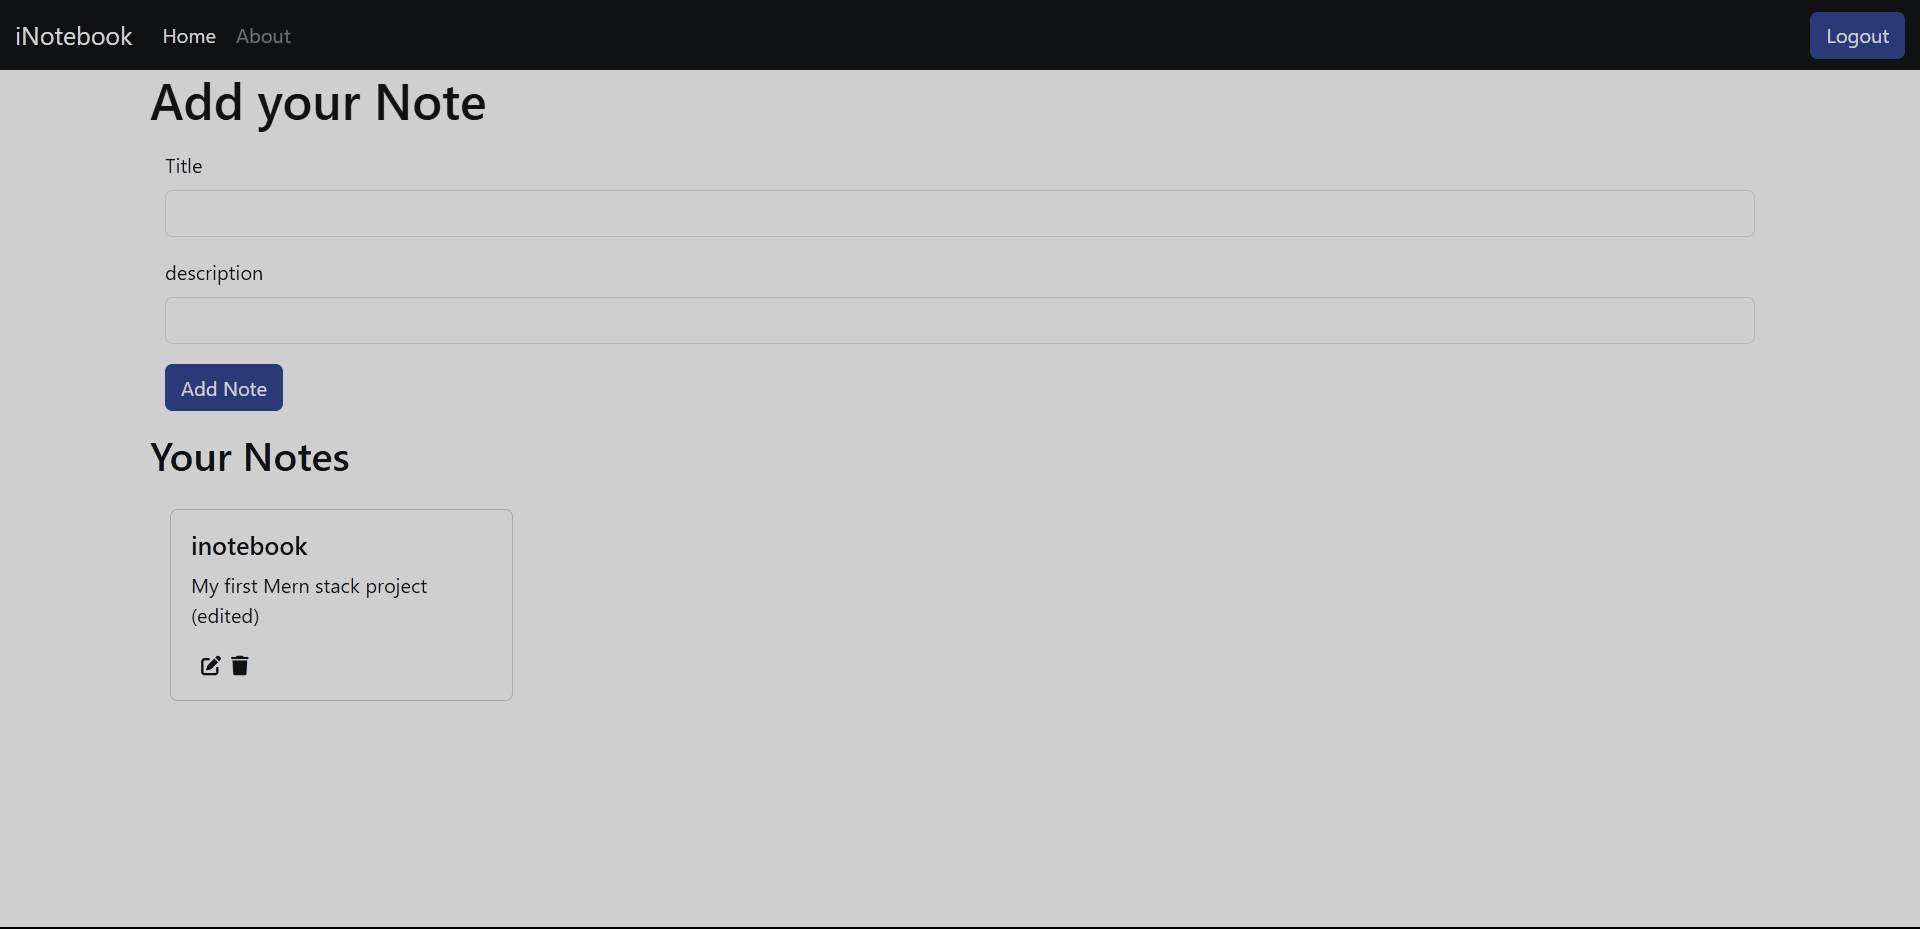 iNotebook Home About Logout
Add your Note
Title
description
Add Note
Your Notes
inotebook
My first Mern stack project
(edited)